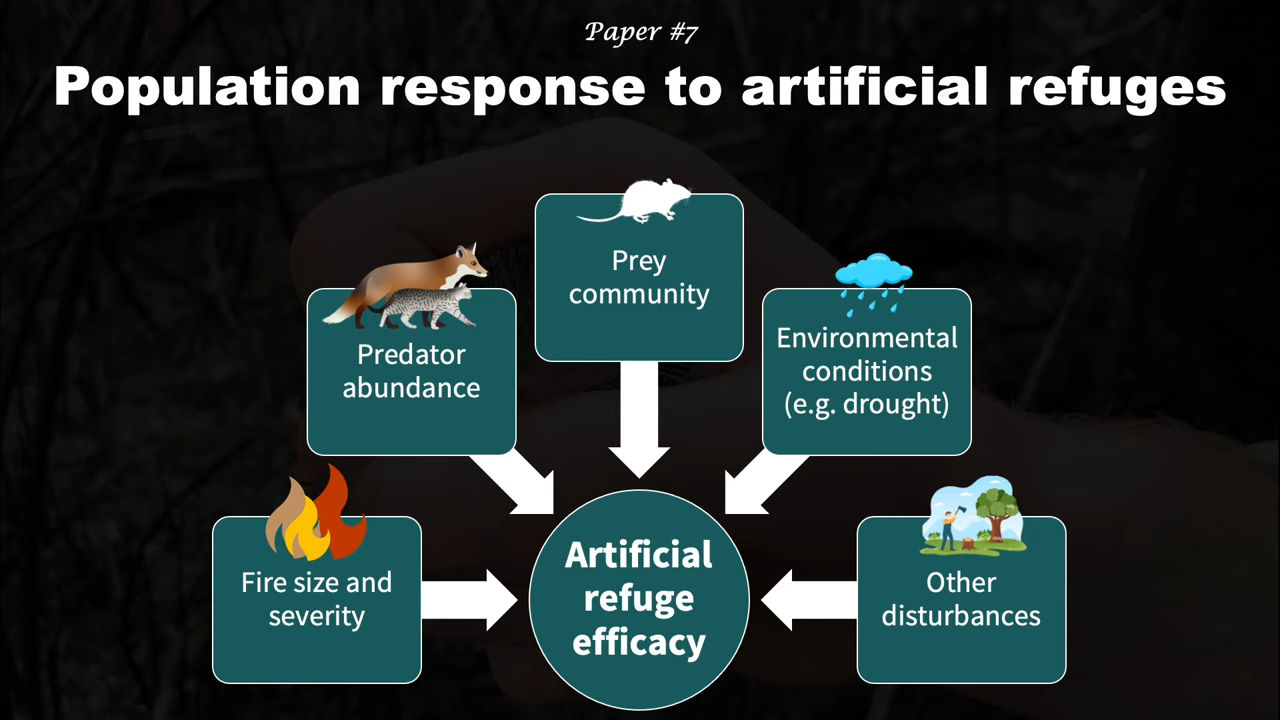 Paper #7
Population response to artificial refuges
Prey
community
Predator
abundance
Environmental
conditions
(e.g. drought)
Fire size and
severity
Artificial
refuge
efficacy
Other
disturbances